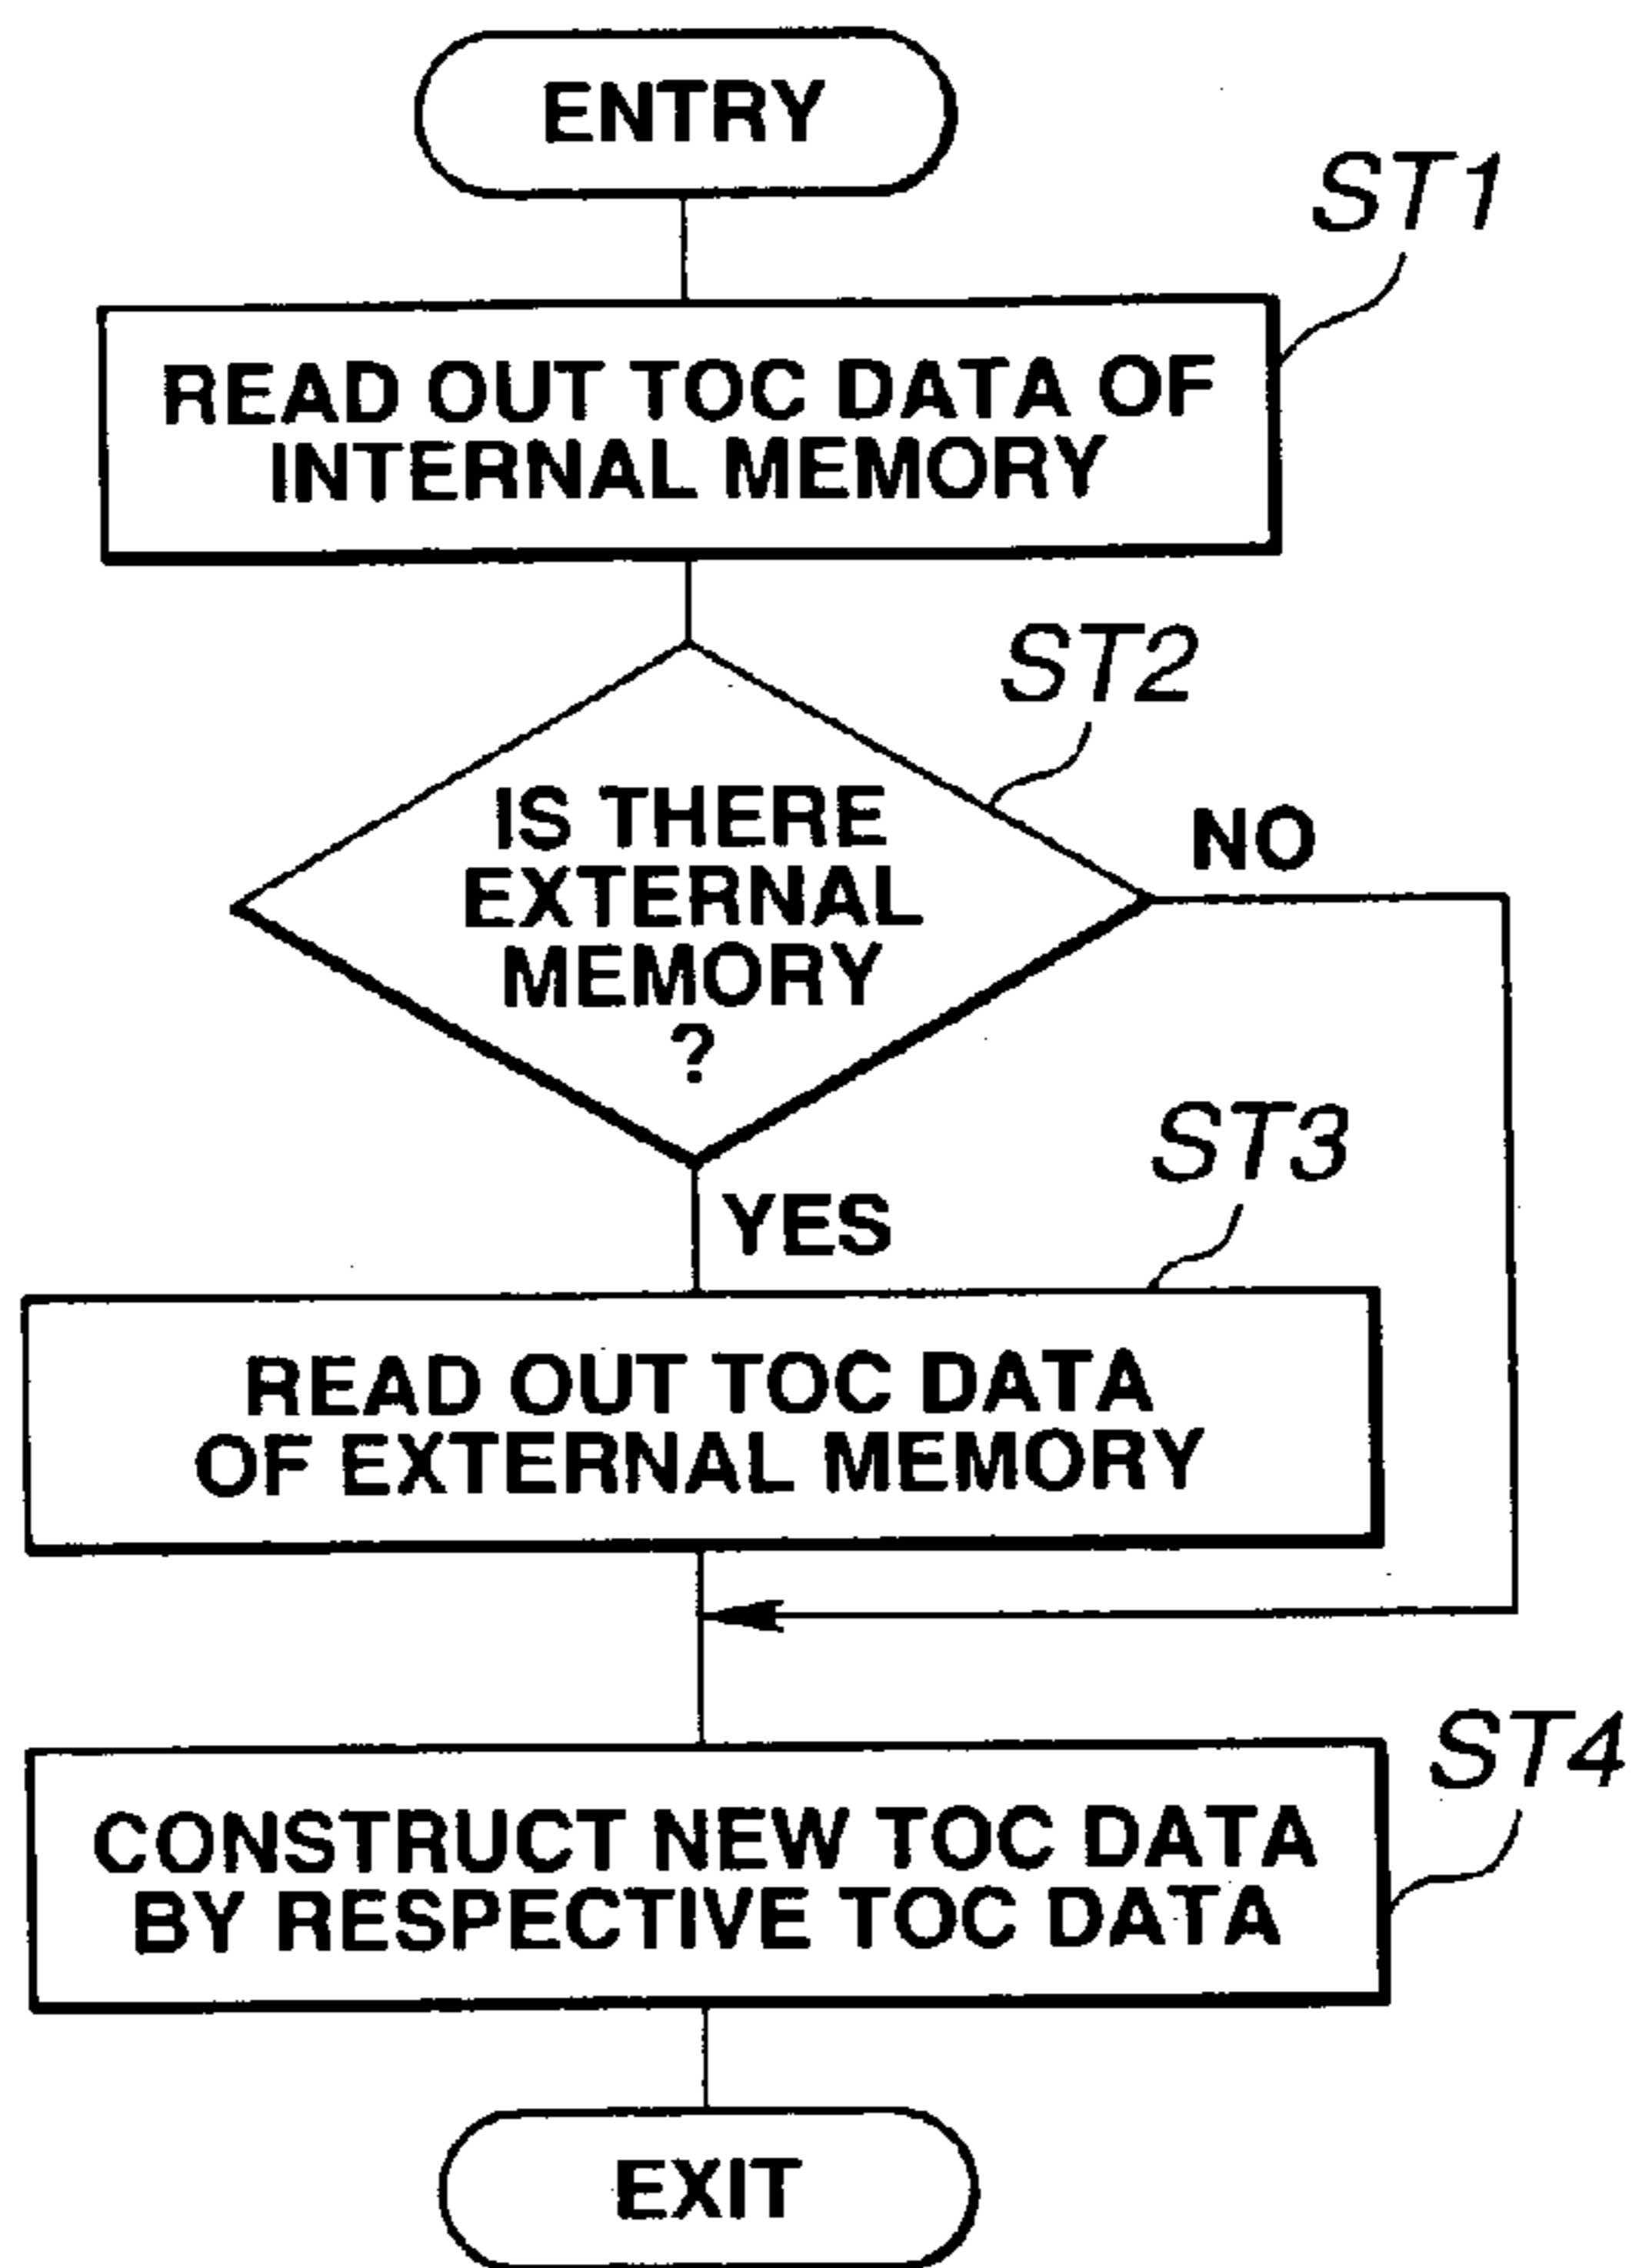 ENTRY
ST1
READ OUT TOC DATA OF
INTERNAL MEMORY
ST2
IS THERE
EXTERNAL
MEMORY
?
NO
YES
ST3
READ OUT TOC DATA
OF EXTERNAL MEMORY
ST4
CONSTRUCT NEW TOC DATA
BY RESPECTIVE TOC DATA
EXIT